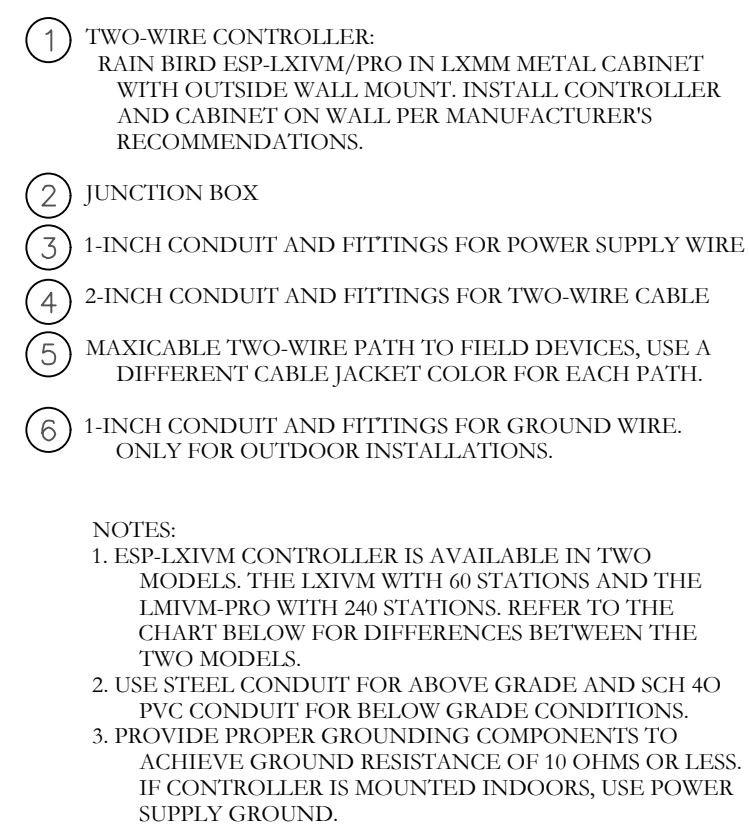 1 TWO-WIRE CONTROLLER:
RAIN BIRD ESP-LXIVM/PRO IN LXMM METAL CABINET
WITH OUTSIDE WALL MOUNT. INSTALL CONTROLLER
AND CABINET ON WALL PER MANUFACTURER'S
RECOMMENDATIONS.
2 JUNCTION BOX
3 1-INCH CONDUIT AND FITTINGS FOR POWER SUPPLY WIRE
4 2-INCH CONDUIT AND FITTINGS FOR TWO-WIRE CABLE
5 MAXICABLE TWO-WIRE PATH TO FIELD DEVICES, USE A
DIFFERENT CABLE JACKET COLOR FOR EACH PATH.
6 1-INCH CONDUIT AND FITTINGS FOR GROUND WIRE.
ONLY FOR OUTDOOR INSTALLATIONS.
NOTES:
1. ESP-LXIVM CONTROLLER IS AVAILABLE IN TWO
MODELS. THE LXIVM WITH 60 STATIONS AND THE
LMIVM-PRO WITH 240 STATIONS. REFER TO THE
CHART BELOW FOR DIFFERENCES BETWEEN THE
TWO MODELS.
2. USE STEEL CONDUIT FOR ABOVE GRADE AND SCH 4O
PVC CONDUIT FOR BELOW GRADE CONDITIONS.
3. PROVIDE PROPER GROUNDING COMPONENTS TO
ACHIEVE GROUND RESISTANCE OF 10 OHMS OR LESS.
IF CONTROLLER IS MOUNTED INDOORS, USE POWER
SUPPLY GROUND.